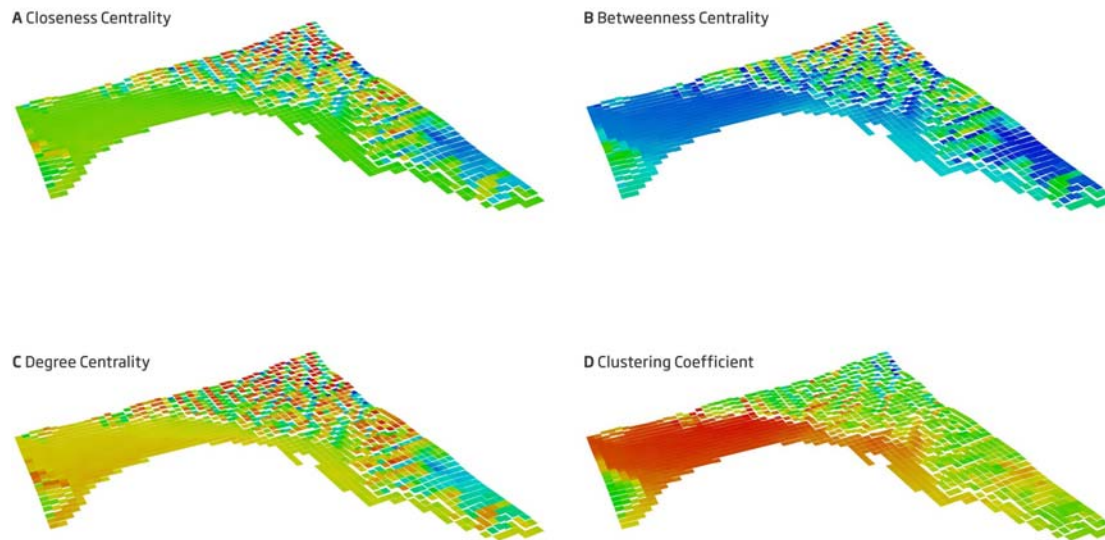 A Closeness Centrality
B Betweenness Centrality
C Degree Centrality
D Clustering Coefficient